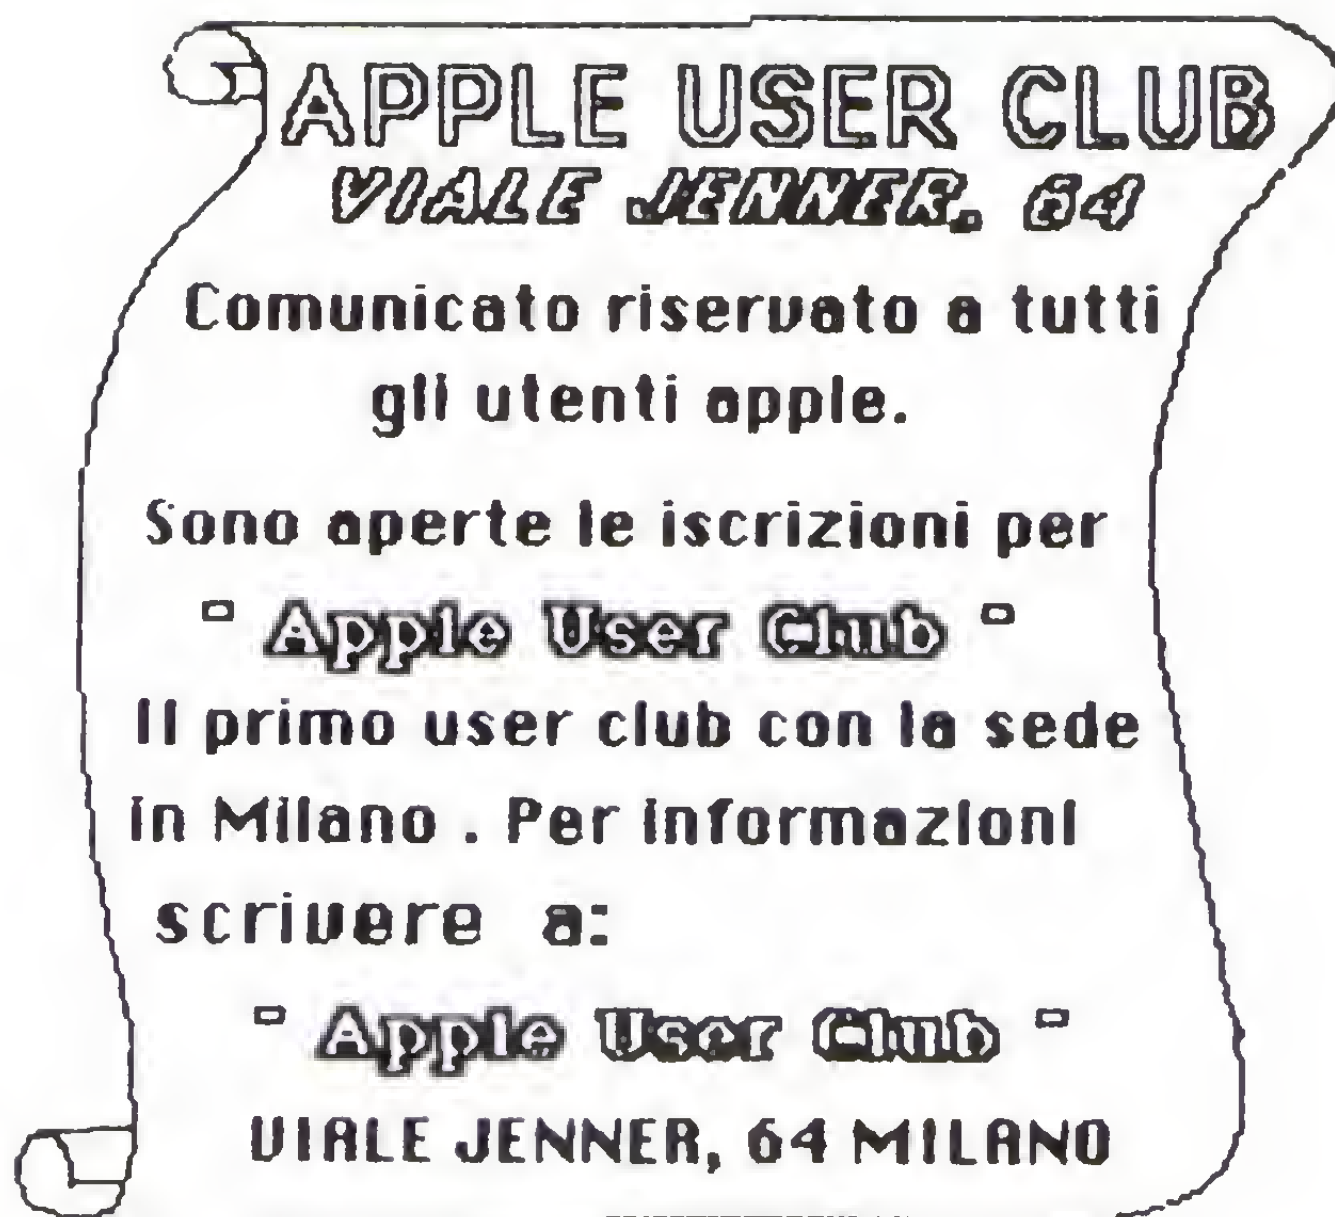 APPLE USER CLUB
VIALE JENNER, 64
Comunicato riservato a tutti
gli utenti apple.
Sono aperte le iscrizioni per
" Apple User Club "
Il primo user club con la sede
in Milano . Per informazioni
scrivere a:
" Apple User Club "
VIALE JENNER, 64 MILANO